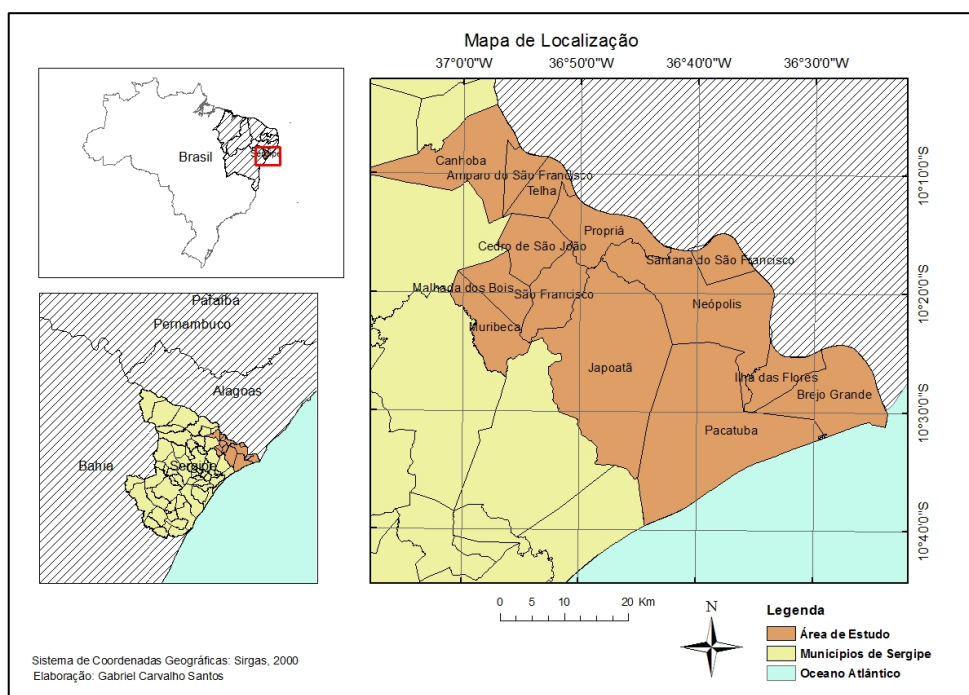 Mapa de Localização
37°0'0"W 36°50'0"W 36°40'0"W 36°30'0"W
Brasil
Sergipe
Paraíba
Pernambuco
Alagoas
Bahia
Sergipe
Canhoba
Amparo do São Francisco
Telha
Propriá
Cedro de São João
Santana do São Francisco
Malhada dos Bois
São Francisco
Neópolis
Muribeca
Japoatã
Ilha das Flores
Brejo Grande
Pacatuba
10°10'0"S
10°20'0"S
10°30'0"S
10°40'0"S
0 5 10 20 Km
N
Legenda
Área de Estudo
Municípios de Sergipe
Oceano Atlântico
Sistema de Coordenadas Geográficas: Sirgas, 2000
Elaboração: Gabriel Carvalho Santos